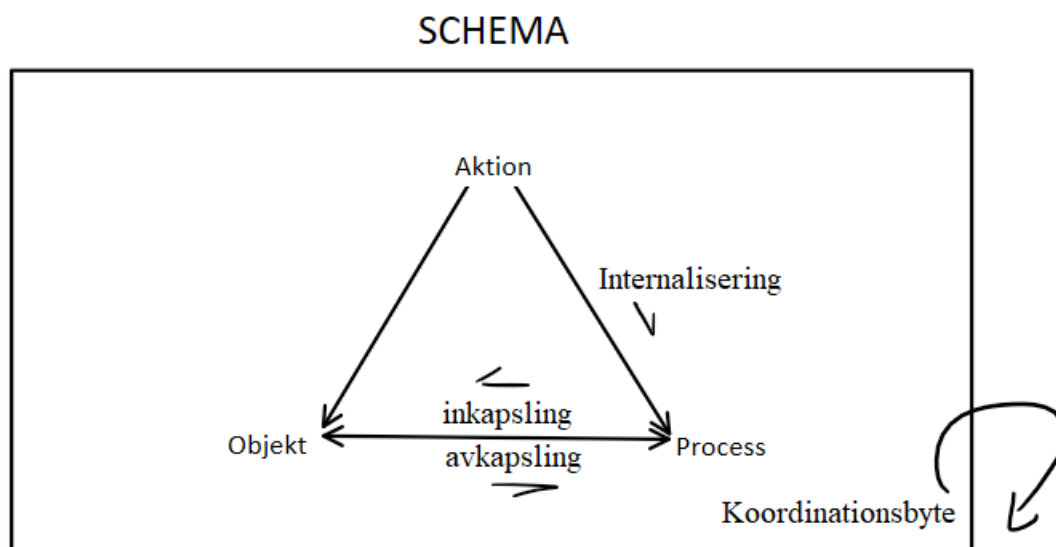 SCHEMA
Aktion
Internalisering
inkapsling
Objekt
Process
avkapsling
Koordinationsbyte